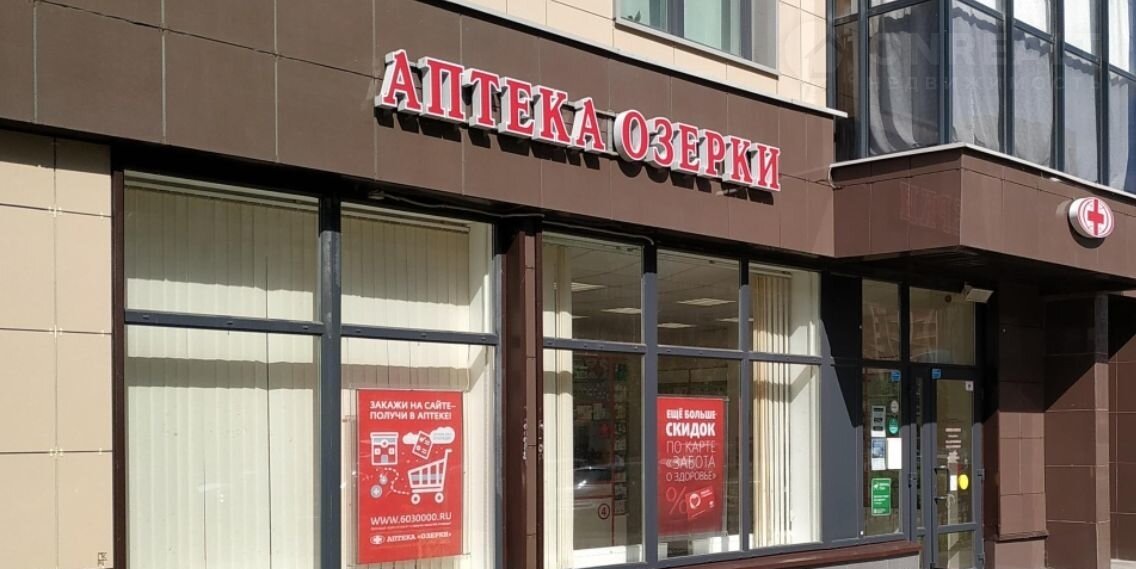 АПТЕКА ОЗЕРКИ
ЗАКАЖИ НА САЙТЕ–
ПОЛУЧИ В АПТЕКЕ!
WWW.6030000.RU
АПТЕКА «ОЗЕРКИ»
ЕЩЁ БОЛЬШЕ
СКИДОК
ПО КАРТЕ
«ЗАБОТА
О ЗДОРОВЬЕ»
%
4